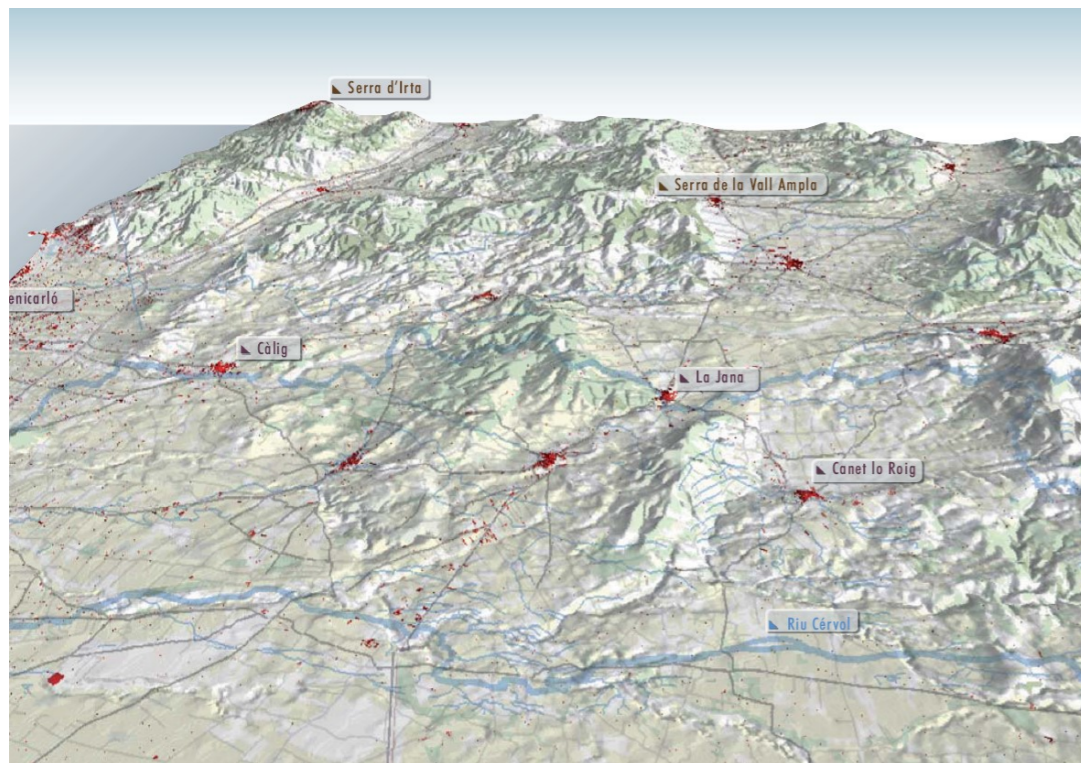 Serra d'Irta
Serra de la Vall Ampla
enicarló
Càlig
La Jana
Canet lo Roig
Riu Cérvol